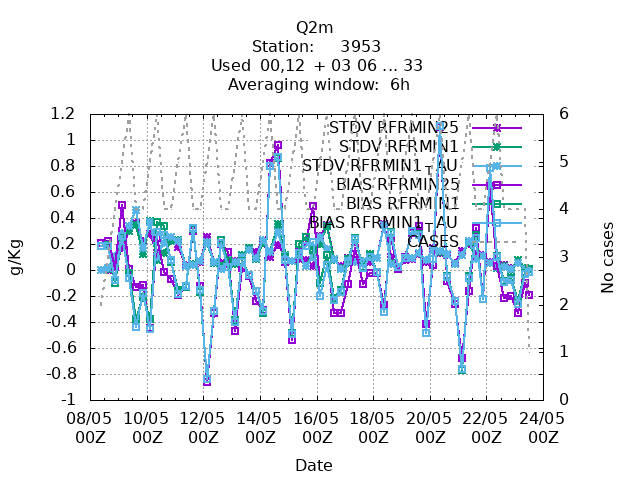 Q2m
Station: 3953
Used 00,12 + 03 06 ... 33
Averaging window: 6h
1.2
1
0.8
0.6
0.4
0.2
0
-0.2
-0.4
-0.6
-0.8
-1
g/Kg
6
5
4
3
2
1
0
No cases
STDV RFRMIN25
STDV RFRMIN1
STDV RFRMIN1_AU
BIAS RFRMIN25
BIAS RFRMIN1
BIAS RFRMIN1_AU
CASES
08/05 10/05 12/05 14/05 16/05 18/05 20/05 22/05 24/05
00Z 00Z 00Z 00Z 00Z 00Z 00Z 00Z 00Z
Date